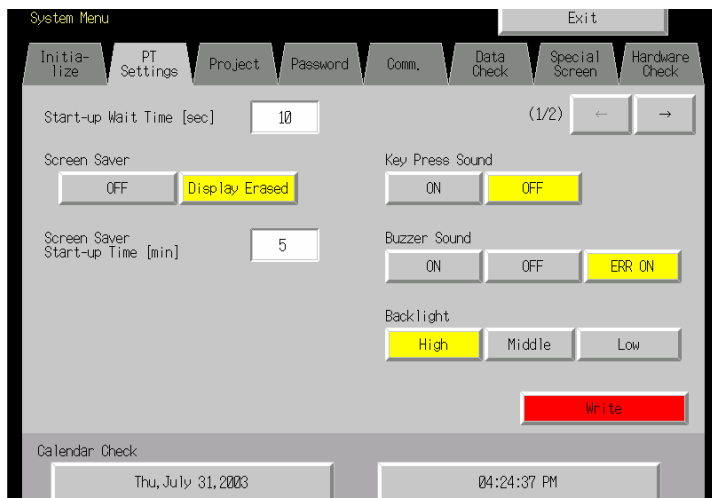 System Menu
Exit
Initia-
lize
PT
Settings
Project
Password
Comm.
Data
Check
Special
Screen
Hardware
Check
Start-up Wait Time [sec]
10
(1/2)
←
→
Screen Saver
OFF
Display Erased
Key Press Sound
ON
OFF
Screen Saver
Start-up Time [min]
5
Buzzer Sound
ON
OFF
ERR ON
Backlight
High
Middle
Low
Write
Calendar Check
Thu,July 31,2003
04:24:37 PM